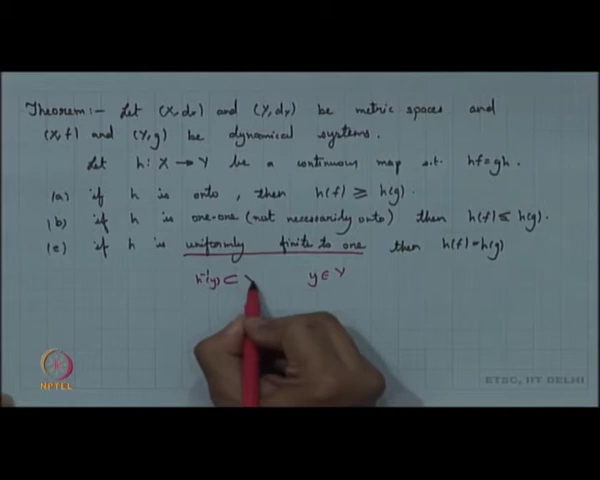 Theorem:- Let (X, dx) and (Y, dY) be metric spaces and
(X,f) and (Y,g) be dynamical systems.
Let h: X → Y be a continuous map s.t. hf=gh.
(a) if h is onto, then h(f) ≥ h(g).
(b) if h is one-one (not necessarily onto) then h(f) ≤ h(g).
(c) if h is uniformly finite to one then h(f)=h(g)
h⁻¹(y) ⊂ y ∈ Y
NPTEL
ETSC, IIT DELHI